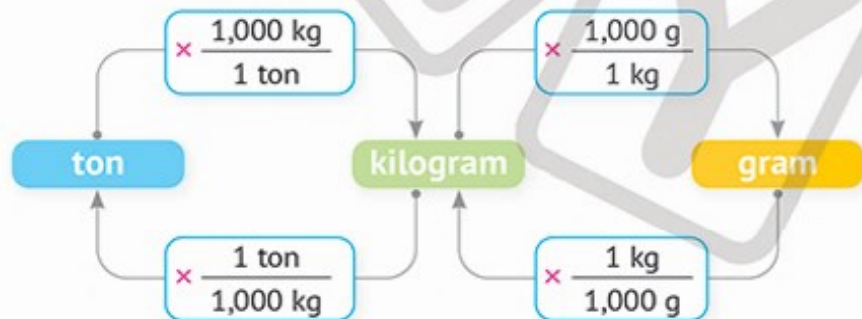 × 1,000 kg
1 ton
× 1,000 g
1 kg
ton
kilogram
gram
× 1 ton
1,000 kg
× 1 kg
1,000 g